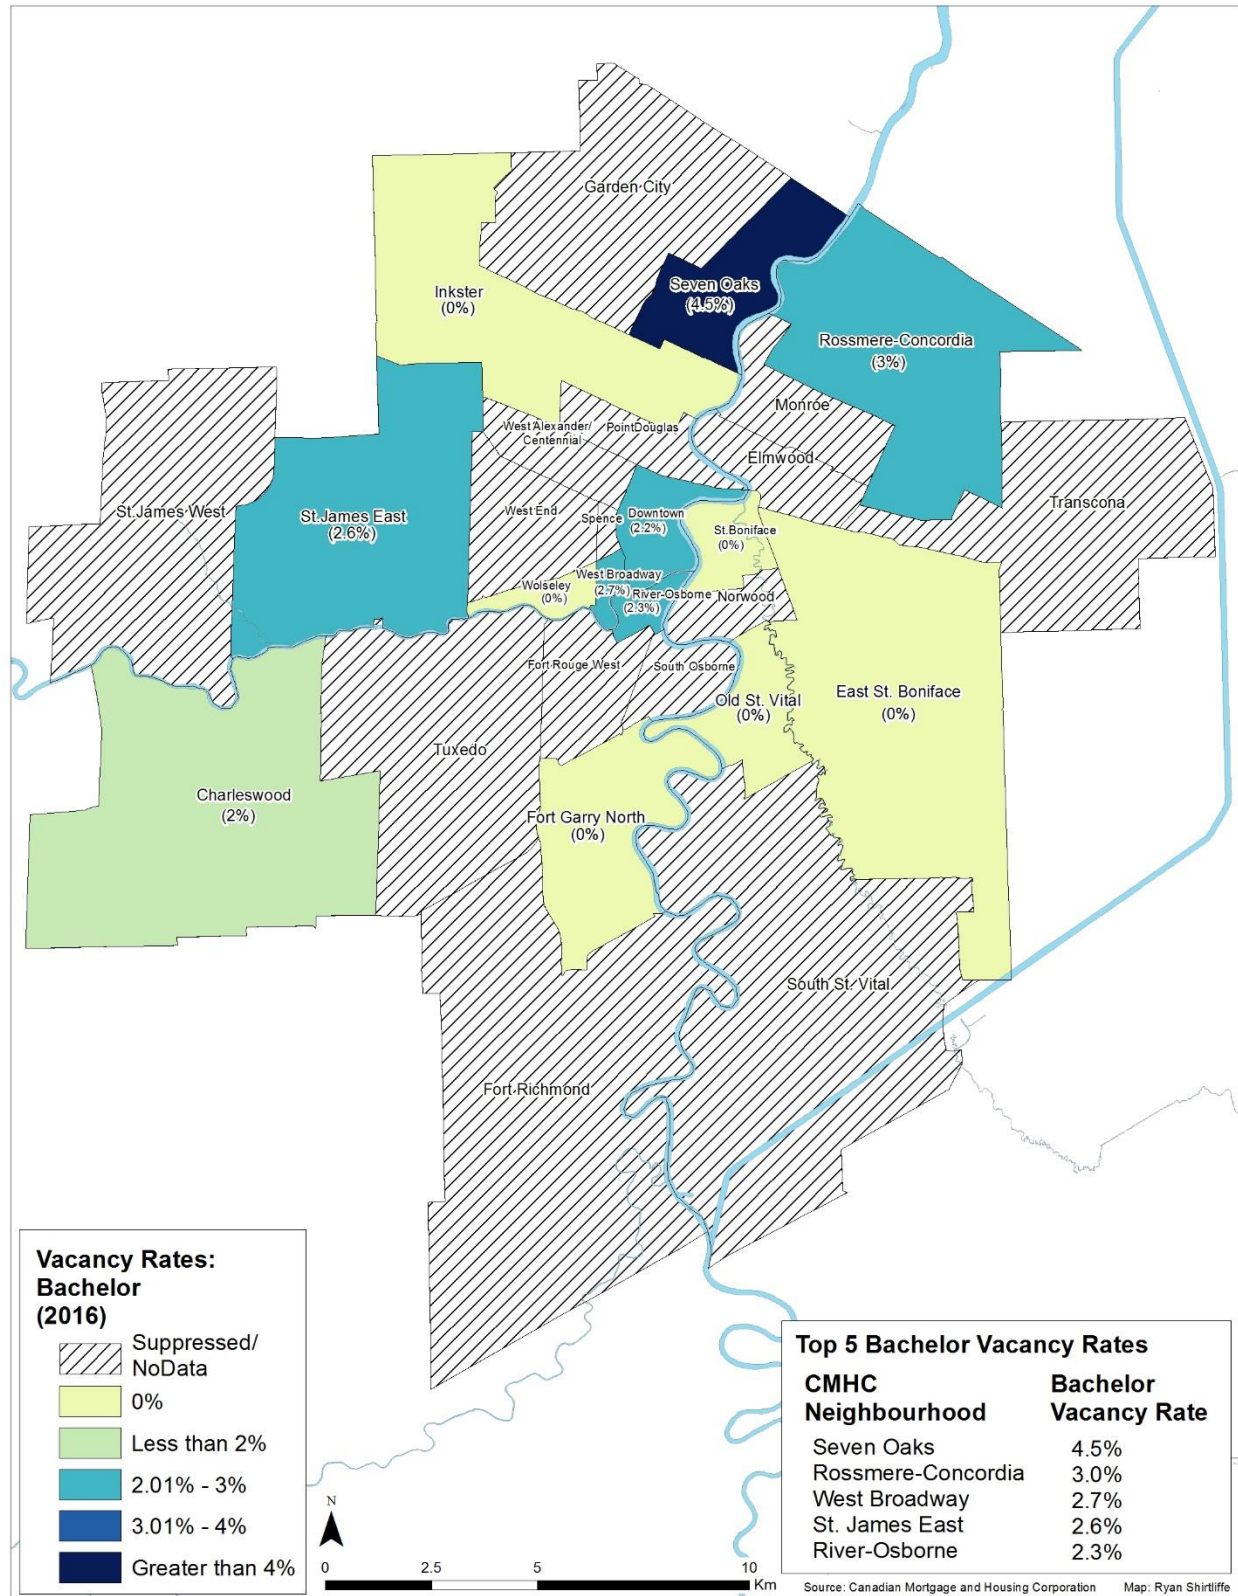 Garden City
Seven Oaks
(4.5%)
Inkster
(0%)
Rossmere-Concordia
(3%)
Monroe
West Alexander/
Centennial
PointDouglas
Elmwood
Transcona
St.James West
St.James East
(2.6%)
West End
Spence
Downtown
(2.2%)
St.Boniface
(0%)
West Broadway
(2.7%)
Wolseley
(0%)
River-Osborne
(2.3%)
Norwood
Fort Rouge West
South Osborne
Old St. Vital
(0%)
East St. Boniface
(0%)
Tuxedo
Charleswood
(2%)
Fort Garry North
(0%)
South St. Vital
Fort Richmond
Vacancy Rates:
Bachelor
(2016)
Suppressed/
NoData
0%
Less than 2%
2.01% - 3%
3.01% - 4%
Greater than 4%
N
0 2.5 5 10
Km
Top 5 Bachelor Vacancy Rates
CMHC Bachelor
Neighbourhood Vacancy Rate
Seven Oaks 4.5%
Rossmere-Concordia 3.0%
West Broadway 2.7%
St. James East 2.6%
River-Osborne 2.3%
Source: Canadian Mortgage and Housing Corporation Map: Ryan Shirtliffe